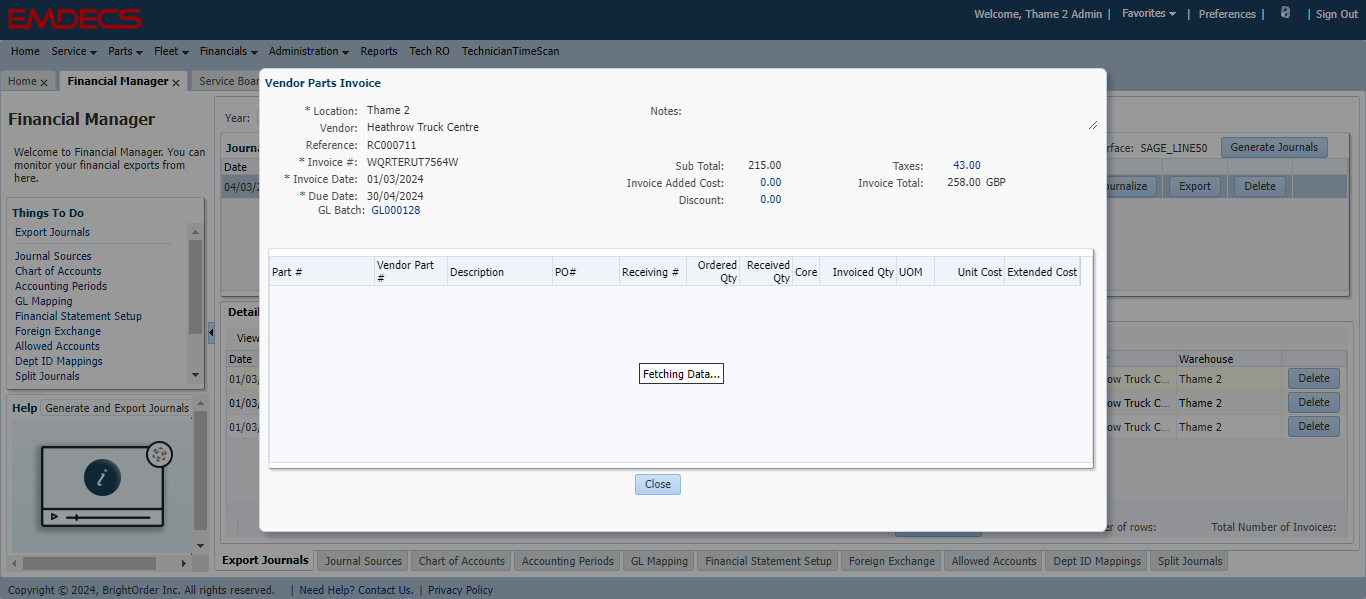 EMDECS
Welcome, Thame 2 Admin | Favorites | Preferences | | Sign Out
Home Service Parts Fleet Financials Administration Reports Tech RO TechnicianTimeScan
Home x Financial Manager x Service Boar
Financial Manager
Welcome to Financial Manager. You can
monitor your financial exports from
here.
Things To Do
Export Journals
Journal Sources
Chart of Accounts
Accounting Periods
GL Mapping
Financial Statement Setup
Foreign Exchange
Allowed Accounts
Dept ID Mappings
Split Journals
Help Generate and Export Journals
i
Year:
Journa
Date
04/03/2
rface: SAGE_LINE50 Generate Journals
ournalize Export Delete
Vendor Parts Invoice
* Location: Thame 2
Vendor: Heathrow Truck Centre
Reference: RC000711
* Invoice #: WQRTERUT7564W
* Invoice Date: 01/03/2024
* Due Date: 30/04/2024
GL Batch: GL000128
Notes:
Sub Total: 215.00
Invoice Added Cost: 0.00
Discount: 0.00
Taxes: 43.00
Invoice Total: 258.00 GBP
Part # Vendor Part # Description PO# Receiving # Ordered Qty Received Qty Core Invoiced Qty UOM Unit Cost Extended Cost
Fetching Data...
Close
Detail
View
Date
01/03/
01/03/
01/03/
Warehouse
ow Truck C... Thame 2 Delete
ow Truck C... Thame 2 Delete
ow Truck C... Thame 2 Delete
er of rows: Total Number of Invoices:
Export Journals Journal Sources Chart of Accounts Accounting Periods GL Mapping Financial Statement Setup Foreign Exchange Allowed Accounts Dept ID Mappings Split Journals
Copyright © 2024, BrightOrder Inc. All rights reserved. | Need Help? Contact Us. | Privacy Policy